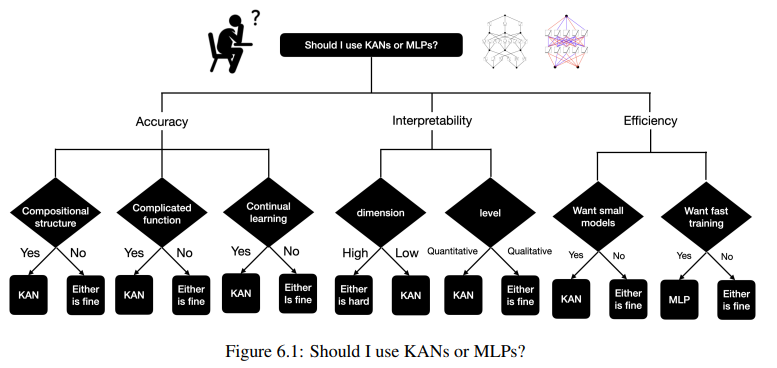 ?
Should I use KANs or MLPs?
Accuracy
Interpretability
Efficiency
Compositional
structure
Complicated
function
Continual
learning
dimension
level
Want small
models
Want fast
training
Yes
No
Yes
No
Yes
No
High
Low
Quantitative
Qualitative
Yes
No
Yes
No
KAN
Either
is fine
KAN
Either
is fine
KAN
Either
Is fine
Either
is hard
KAN
KAN
Either
is fine
KAN
Either
is fine
MLP
Either
is fine
Figure 6.1: Should I use KANs or MLPs?